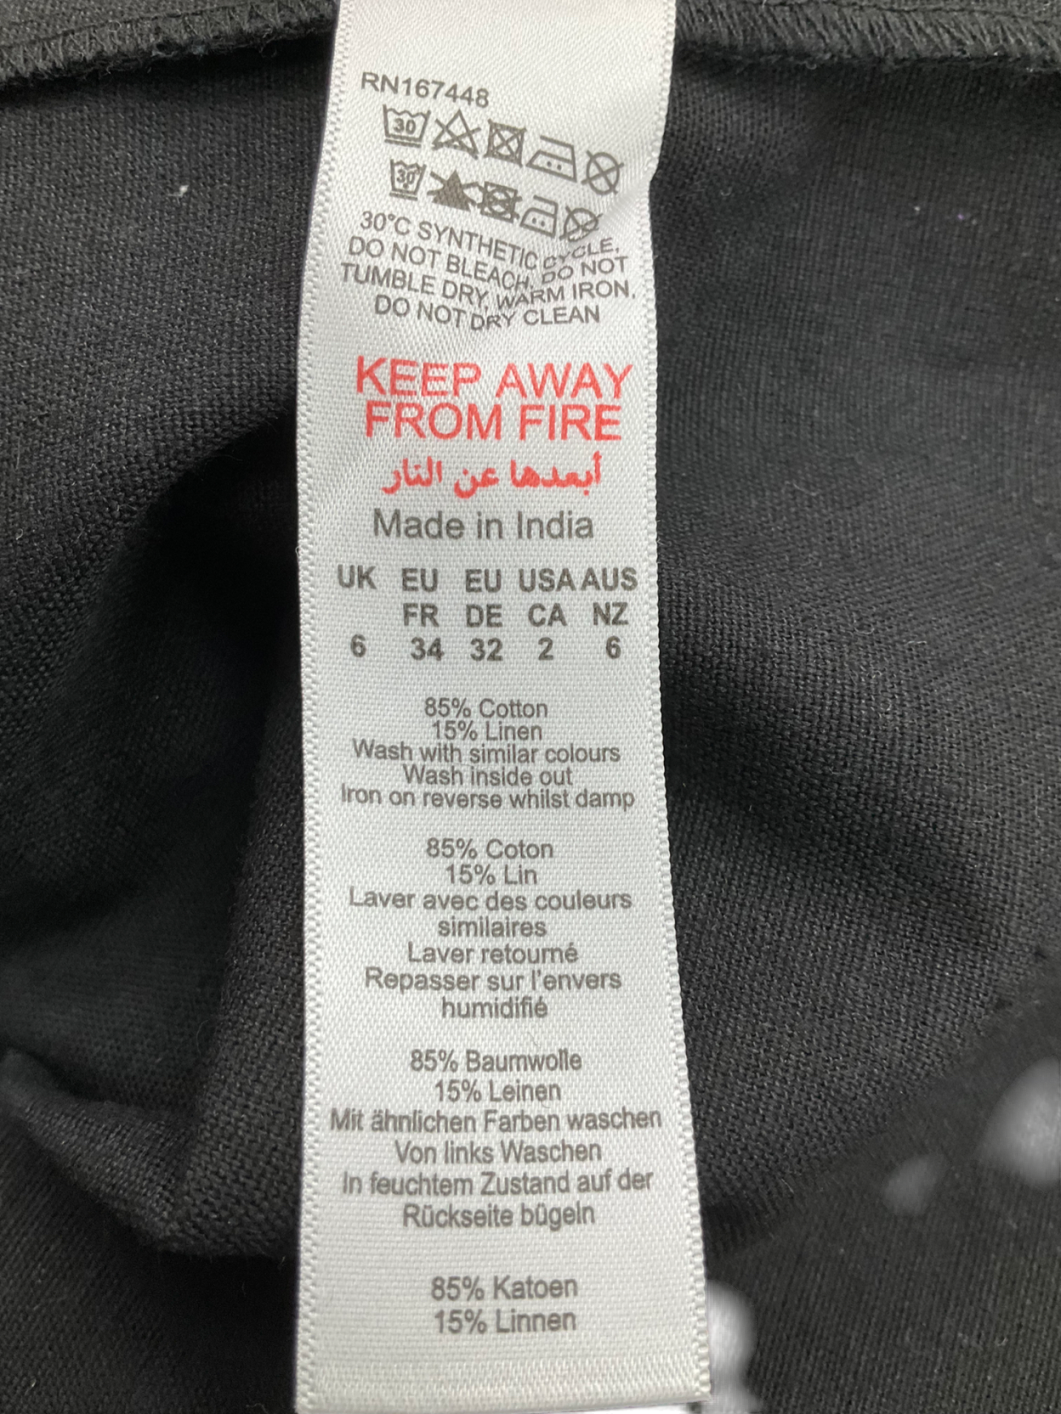 RN167448
30
30
30°C SYNTHETIC CYCLE,
DO NOT BLEACH, DO NOT
TUMBLE DRY, WARM IRON,
DO NOT DRY CLEAN
KEEP AWAY
FROM FIRE
أبعدها عن النار
Made in India
UK EU EU USA AUS
FR DE CA NZ
6 34 32 2 6
85% Cotton
15% Linen
Wash with similar colours
Wash inside out
Iron on reverse whilst damp
85% Coton
15% Lin
Laver avec des couleurs
similaires
Laver retourné
Repasser sur l'envers
humidifié
85% Baumwolle
15% Leinen
Mit ähnlichen Farben waschen
Von links Waschen
In feuchtem Zustand auf der
Rückseite bügeln
85% Katoen
15% Linnen